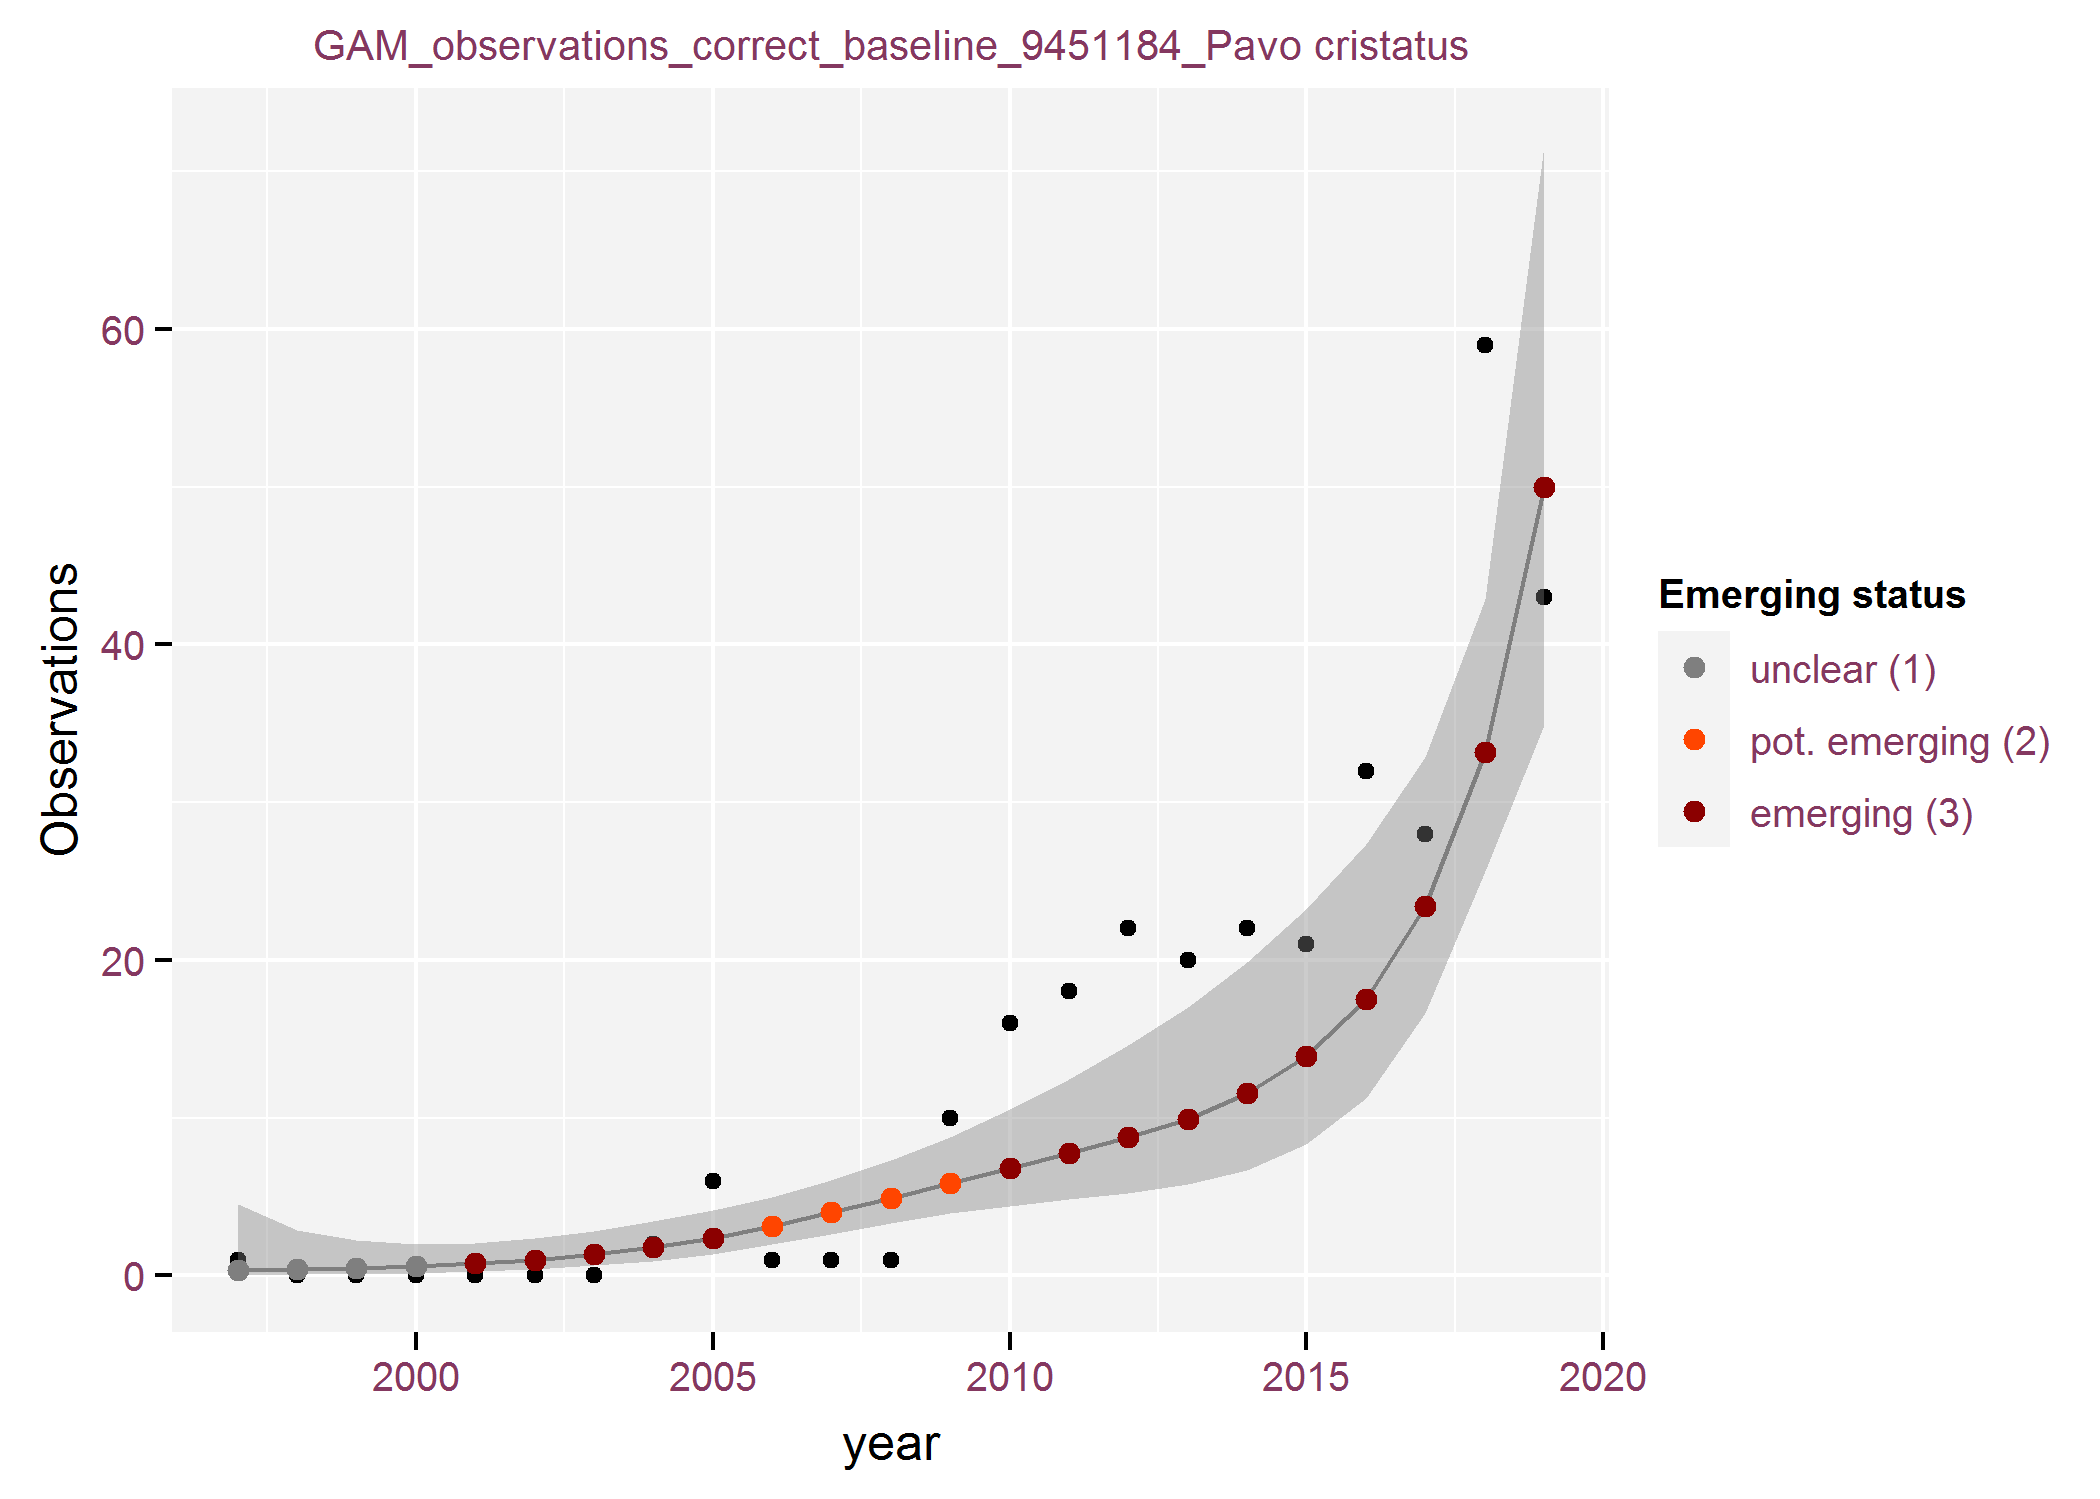 GAM_observations_correct_baseline_9451184_Pavo cristatus
Observations
60
40
20
0
2000 2005 2010 2015 2020
year
Emerging status
unclear (1)
pot. emerging (2)
emerging (3)